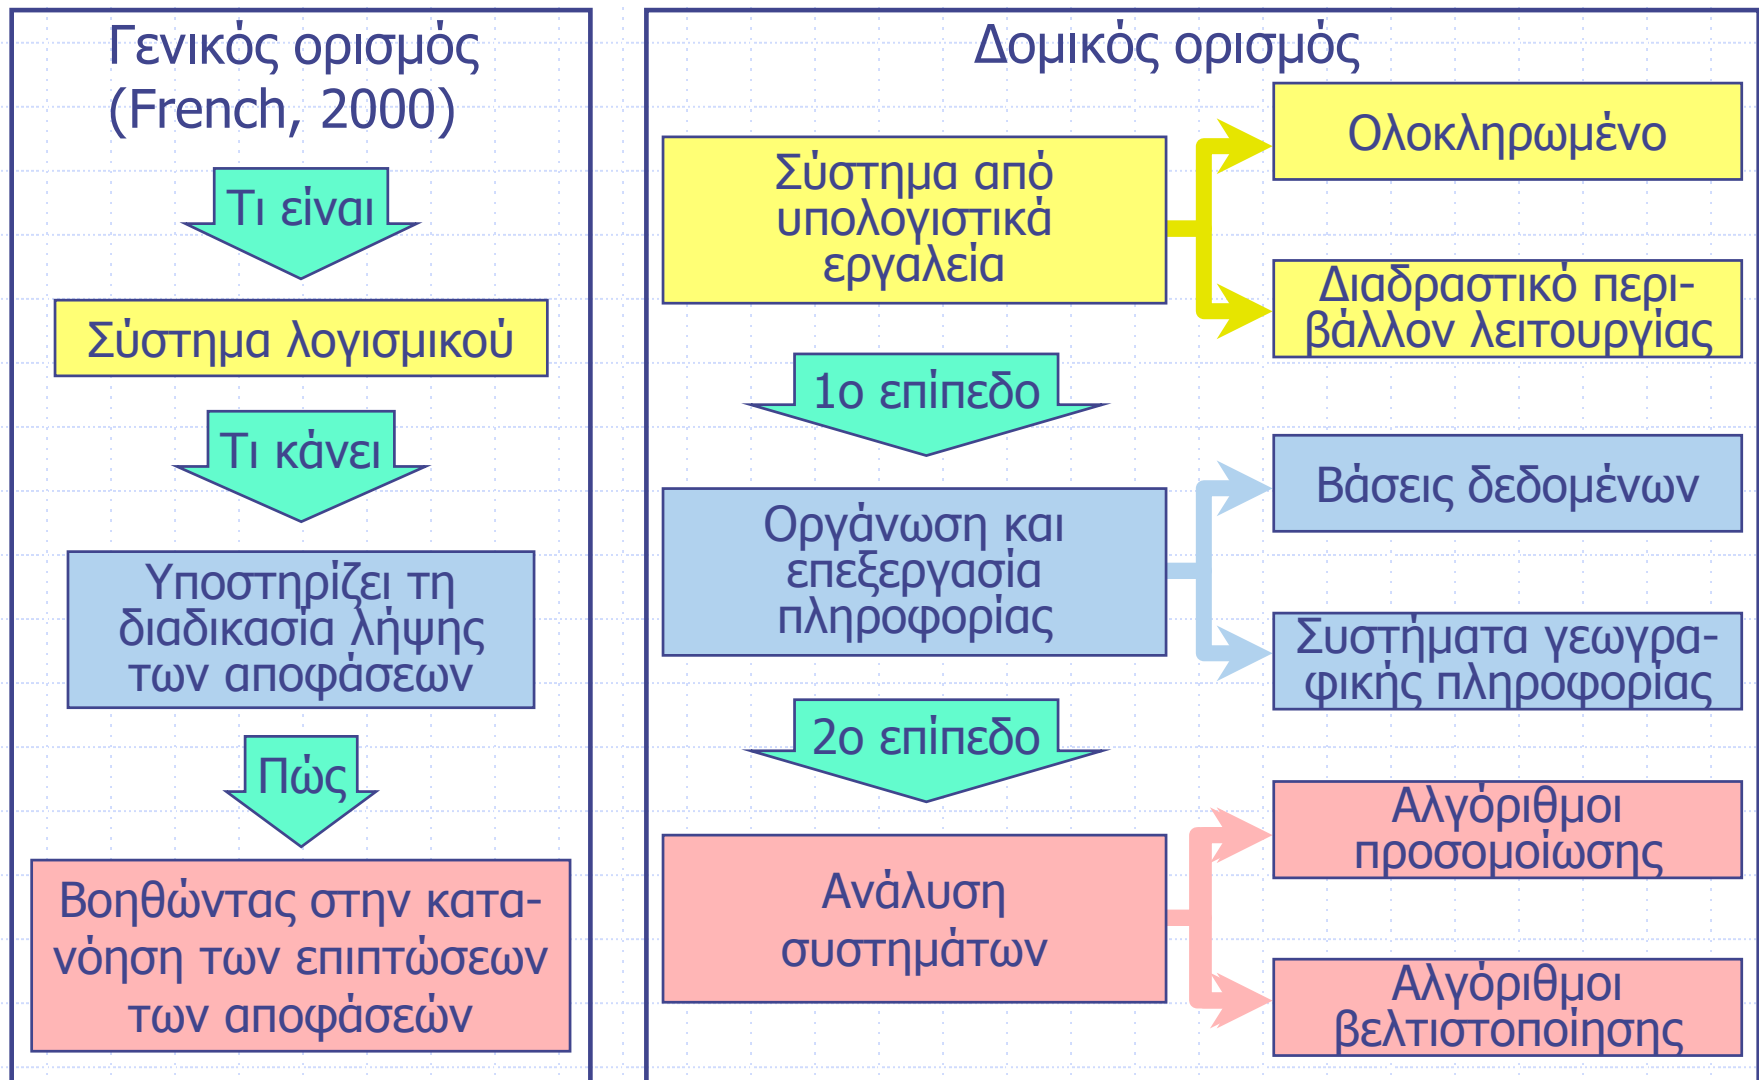 Γενικός ορισμός
(French, 2000)
Τι είναι
Σύστημα λογισμικού
Τι κάνει
Υποστηρίζει τη
διαδικασία λήψης
των αποφάσεων
Πώς
Βοηθώντας στην κατα-
νόηση των επιπτώσεων
των αποφάσεών
Δομικός ορισμός
Σύστημα από
υπολογιστικά
εργαλεία
Ολοκληρωμένο
Διαδραστικό περι-
βάλλον λειτουργίας
1ο επίπεδο
Οργάνωση και
επεξεργασία
πληροφορίας
Βάσεις δεδομένων
Συστήματα γεωγρα-
φικής πληροφορίας
2ο επίπεδο
Ανάλυση
συστημάτων
Αλγόριθμοι
προσομοίωσης
Αλγόριθμοι
βελτιστοποίησης